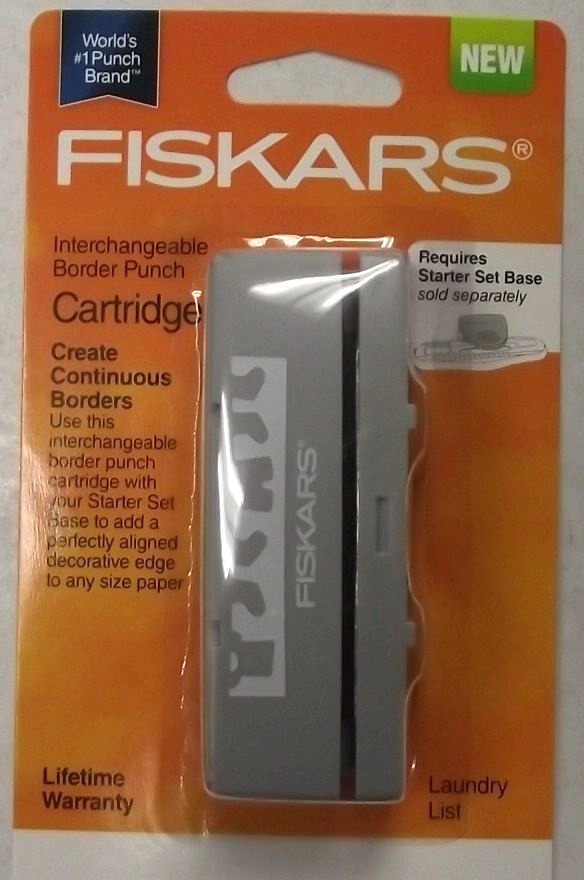 World's
#1 Punch
Brand™
NEW
FISKARS®
Interchangeable
Border Punch
Cartridge
Requires
Starter Set Base
sold separately
Create
Continuous
Borders
Use this
interchangeable
border punch
cartridge with
your Starter Set
Base to add a
perfectly aligned
decorative edge
to any size paper
FISKARS®
Lifetime
Warranty
Laundry
List